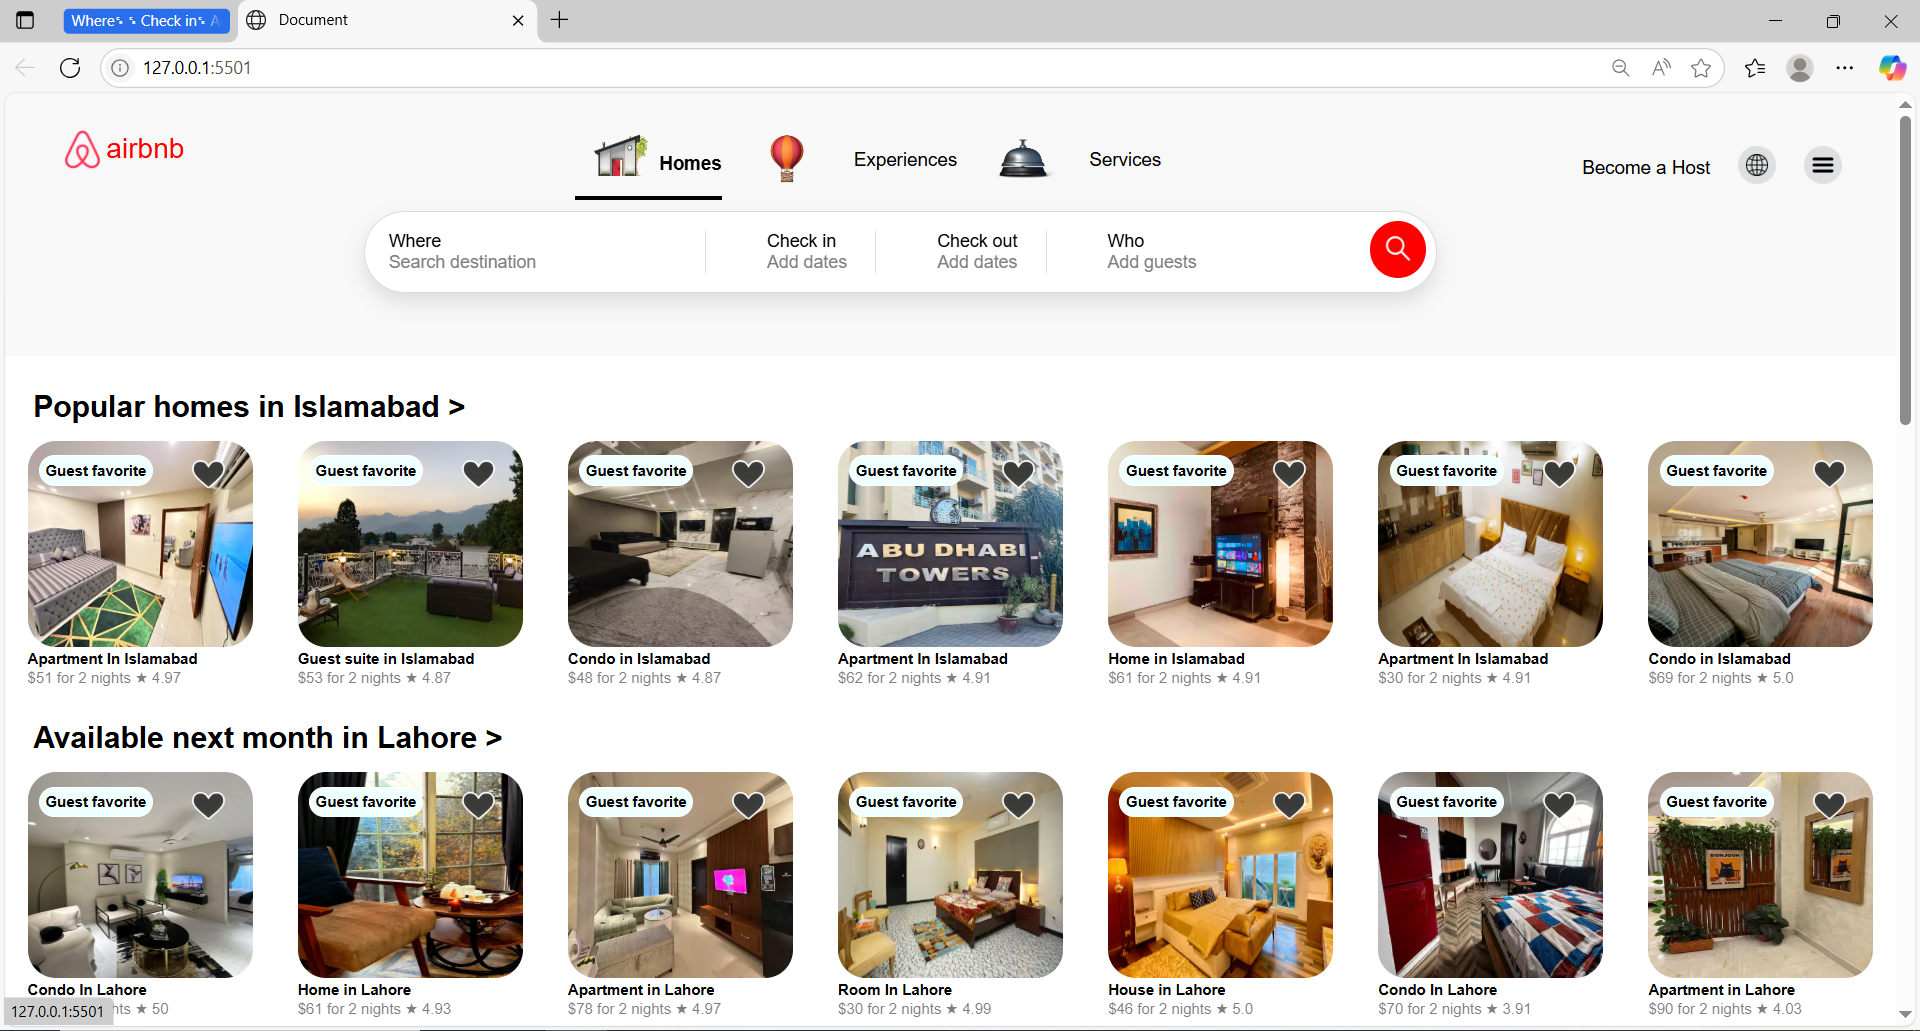 Where Check in A
Document
127.0.0.1:5501
airbnb
Homes
Experiences
Services
Become a Host
Where
Search destination
Check in
Add dates
Check out
Add dates
Who
Add guests
Popular homes in Islamabad >
Guest favorite
Guest favorite
Guest favorite
Guest favorite
Guest favorite
Guest favorite
Guest favorite
ABU DHABI
TOWERS
Apartment In Islamabad
$51 for 2 nights ★ 4.97
Guest suite in Islamabad
$53 for 2 nights ★ 4.87
Condo in Islamabad
$48 for 2 nights ★ 4.87
Apartment In Islamabad
$62 for 2 nights ★ 4.91
Home in Islamabad
$61 for 2 nights ★ 4.91
Apartment In Islamabad
$30 for 2 nights ★ 4.91
Condo in Islamabad
$69 for 2 nights ★ 5.0
Available next month in Lahore >
Guest favorite
Guest favorite
Guest favorite
Guest favorite
Guest favorite
Guest favorite
Guest favorite
BONJOUR
Condo In Lahore
hts ★ 50
Home in Lahore
$61 for 2 nights ★ 4.93
Apartment in Lahore
$78 for 2 nights ★ 4.97
Room In Lahore
$30 for 2 nights ★ 4.99
House in Lahore
$46 for 2 nights ★ 5.0
Condo In Lahore
$70 for 2 nights ★ 3.91
Apartment in Lahore
$90 for 2 nights ★ 4.03
127.0.0.1:5501